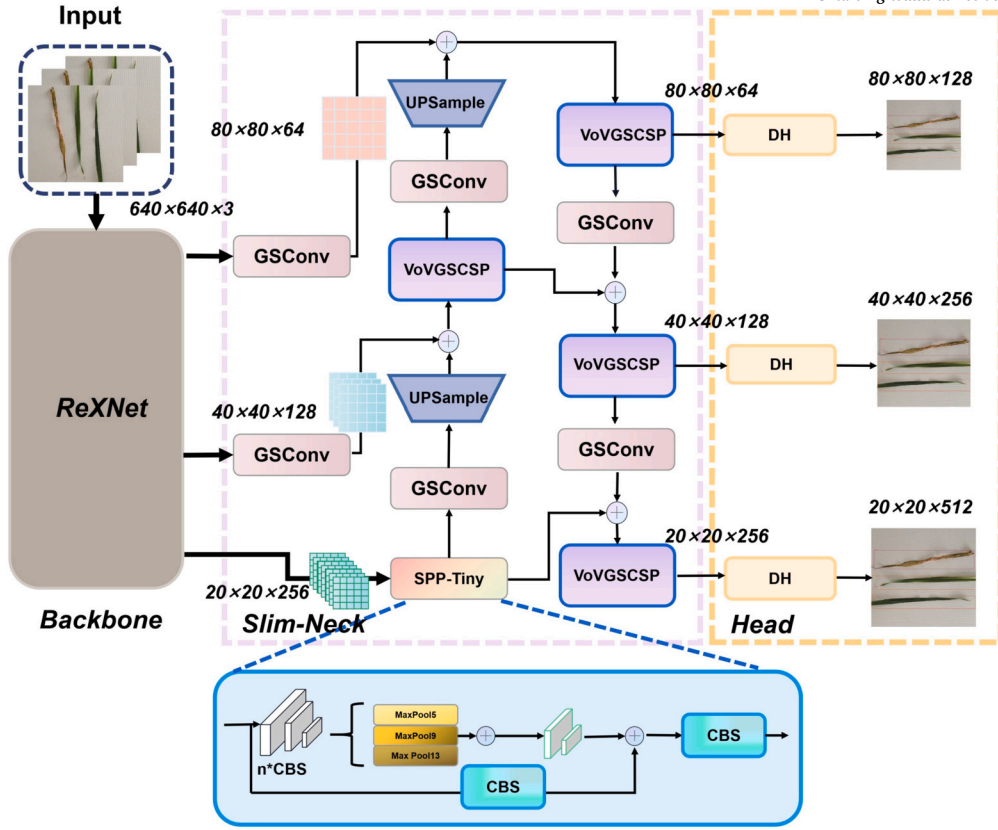 Input
640×640×3
ReXNet
Backbone
80×80×64
GSConv
40×40×128
GSConv
20×20×256
Slim-Neck
UPSample
GSConv
VoVGSCSP
UPSample
GSConv
SPP-Tiny
VoVGSCSP
GSConv
VoVGSCSP
GSConv
VoVGSCSP
80×80×64
40×40×128
20×20×256
DH
DH
DH
Head
80×80×128
40×40×256
20×20×512
n*CBS
MaxPool5
MaxPool9
Max Pool13
CBS
CBS